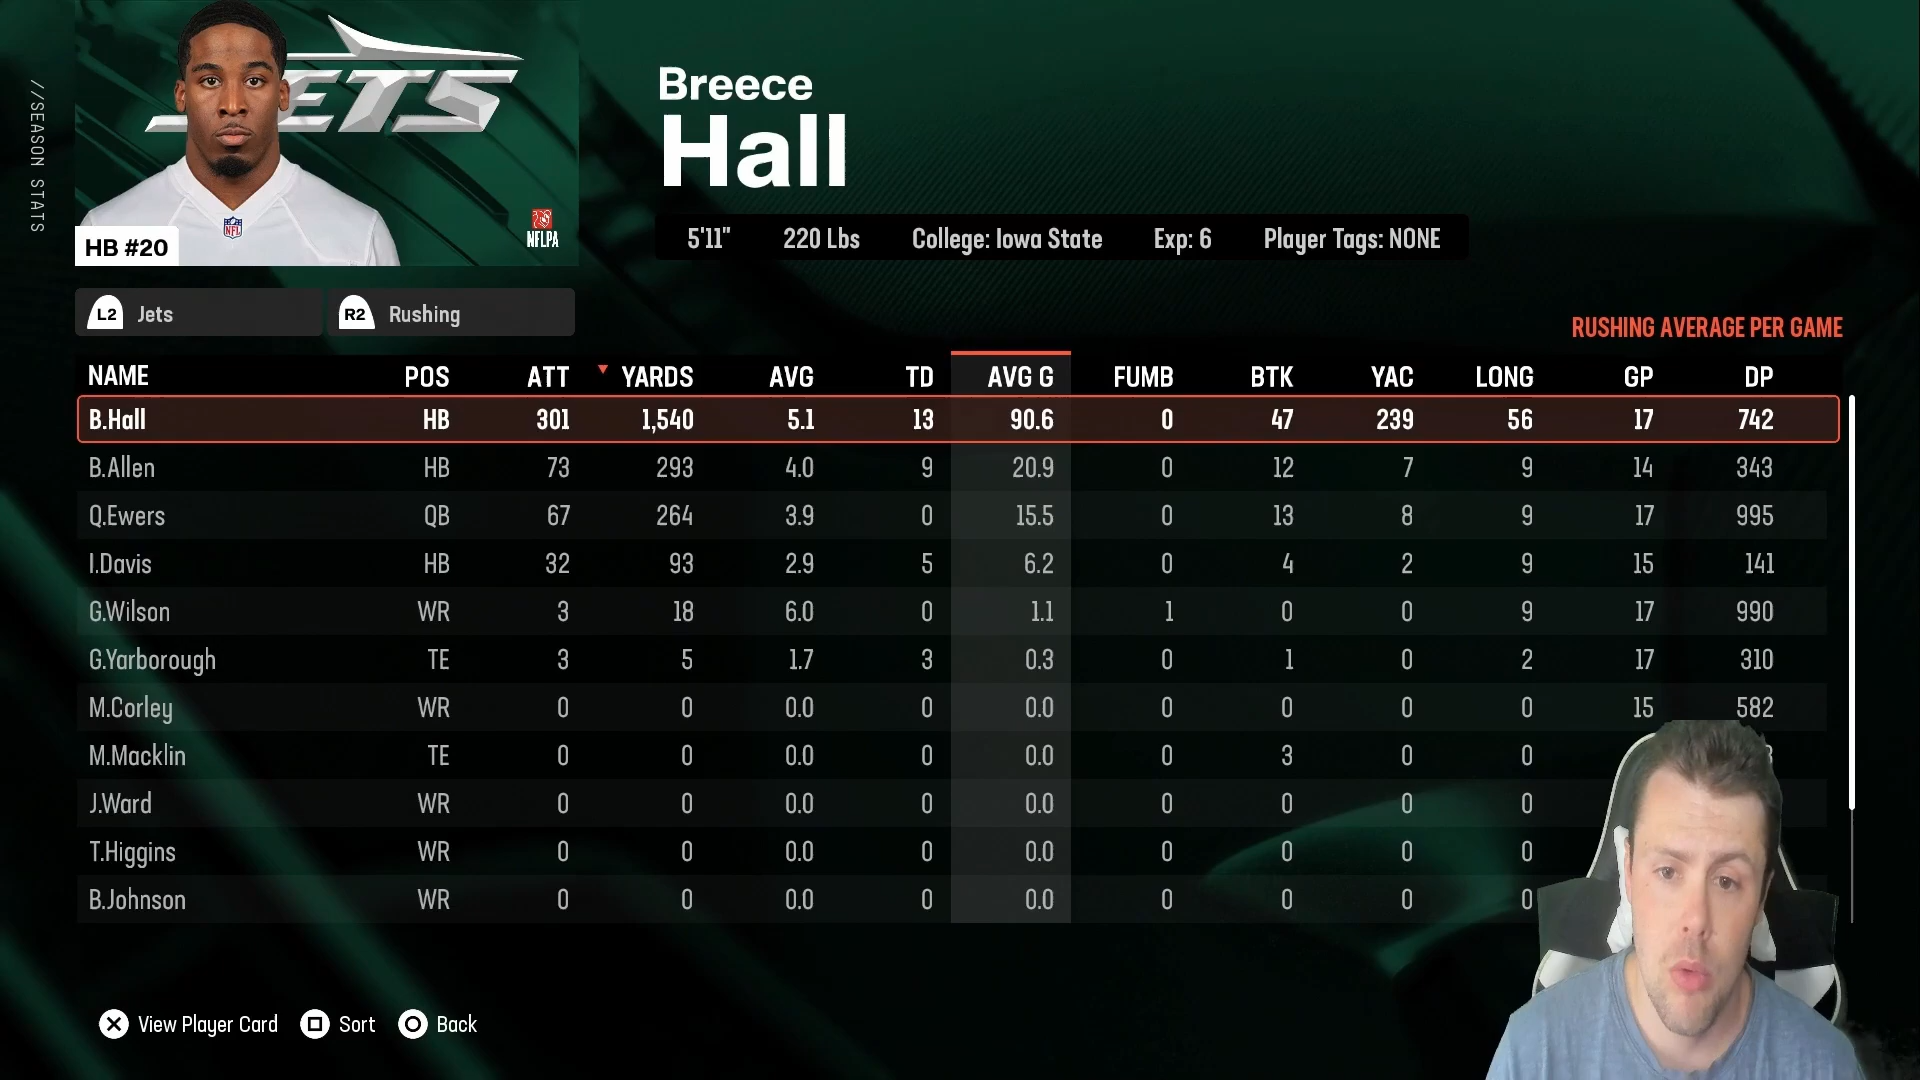 //SEASON STATS
JETS
NFL
NFLPA
HB #20
Breece
Hall
5'11" 220 Lbs College: Iowa State Exp: 6 Player Tags: NONE
L2 Jets R2 Rushing
RUSHING AVERAGE PER GAME
NAME POS ATT YARDS AVG TD AVG G FUMB BTK YAC LONG GP DP
B.Hall HB 301 1,540 5.1 13 90.6 0 47 239 56 17 742
B.Allen HB 73 293 4.0 9 20.9 0 12 7 9 14 343
Q.Ewers QB 67 264 3.9 0 15.5 0 13 8 9 17 995
I.Davis HB 32 93 2.9 5 6.2 0 4 2 9 15 141
G.Wilson WR 3 18 6.0 0 1.1 1 0 0 9 17 990
G.Yarborough TE 3 5 1.7 3 0.3 0 1 0 2 17 310
M.Corley WR 0 0 0.0 0 0.0 0 0 0 0 15 582
M.Macklin TE 0 0 0.0 0 0.0 0 3 0 0
J.Ward WR 0 0 0.0 0 0.0 0 0 0 0
T.Higgins WR 0 0 0.0 0 0.0 0 0 0 0
B.Johnson WR 0 0 0.0 0 0.0 0 0 0 0
View Player Card Sort Back